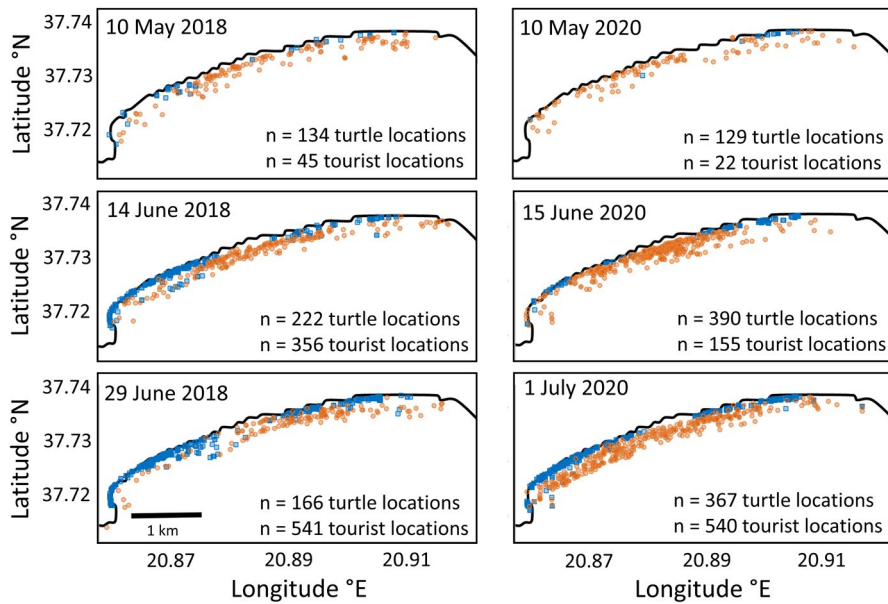 37.74
37.73
37.72
Latitude °N
10 May 2018
n = 134 turtle locations
n = 45 tourist locations
10 May 2020
n = 129 turtle locations
n = 22 tourist locations
37.74
37.73
37.72
Latitude °N
14 June 2018
n = 222 turtle locations
n = 356 tourist locations
15 June 2020
n = 390 turtle locations
n = 155 tourist locations
37.74
37.73
37.72
Latitude °N
29 June 2018
n = 166 turtle locations
n = 541 tourist locations
1 km
1 July 2020
n = 367 turtle locations
n = 540 tourist locations
20.87
20.89
20.91
Longitude °E
20.87
20.89
20.91
Longitude °E